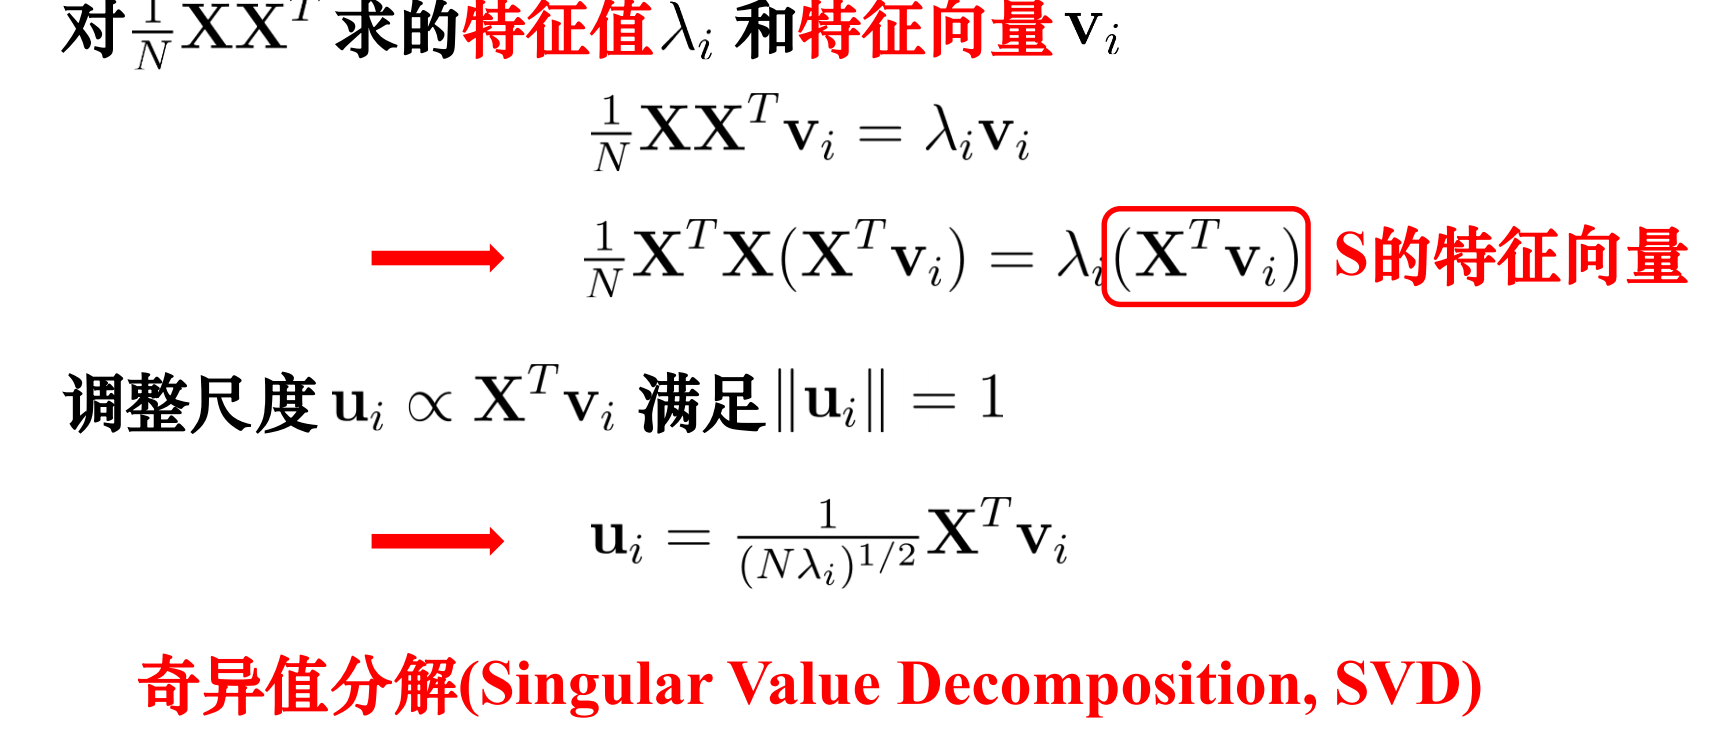 对 $\frac{1}{N}\mathbf{X}\mathbf{X}^T$ 求的特征值 $\lambda_i$ 和特征向量 $\mathbf{v}_i$
$\frac{1}{N}\mathbf{X}\mathbf{X}^T\mathbf{v}_i = \lambda_i\mathbf{v}_i$
$\frac{1}{N}\mathbf{X}^T\mathbf{X}(\mathbf{X}^T\mathbf{v}_i) = \lambda_i(\mathbf{X}^T\mathbf{v}_i)$ S的特征向量
调整尺度 $\mathbf{u}_i \propto \mathbf{X}^T\mathbf{v}_i$ 满足 $\|\mathbf{u}_i\| = 1$
$\mathbf{u}_i = \frac{1}{(N\lambda_i)^{1/2}}\mathbf{X}^T\mathbf{v}_i$
奇异值分解(Singular Value Decomposition, SVD)